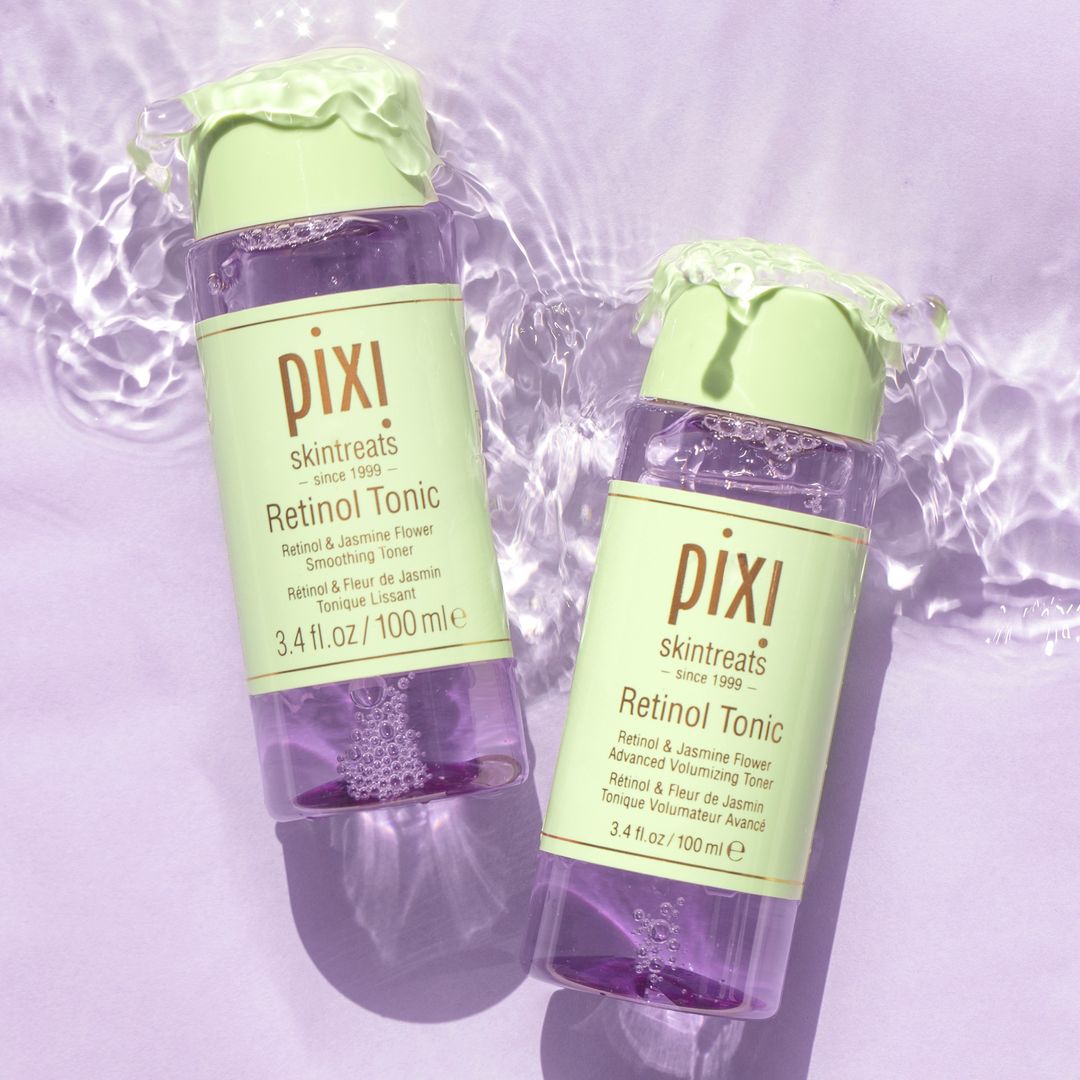 pixi
skintreats
– since 1999 –
Retinol Tonic
Retinol & Jasmine Flower
Smoothing Toner
Rétinol & Fleur de Jasmin
Tonique Lissant
3.4 fl.oz / 100 ml ℮
pixi
skintreats
– since 1999 –
Retinol Tonic
Retinol & Jasmine Flower
Advanced Volumizing Toner
Rétinol & Fleur de Jasmin
Tonique Volumateur Avancé
3.4 fl.oz / 100 ml ℮